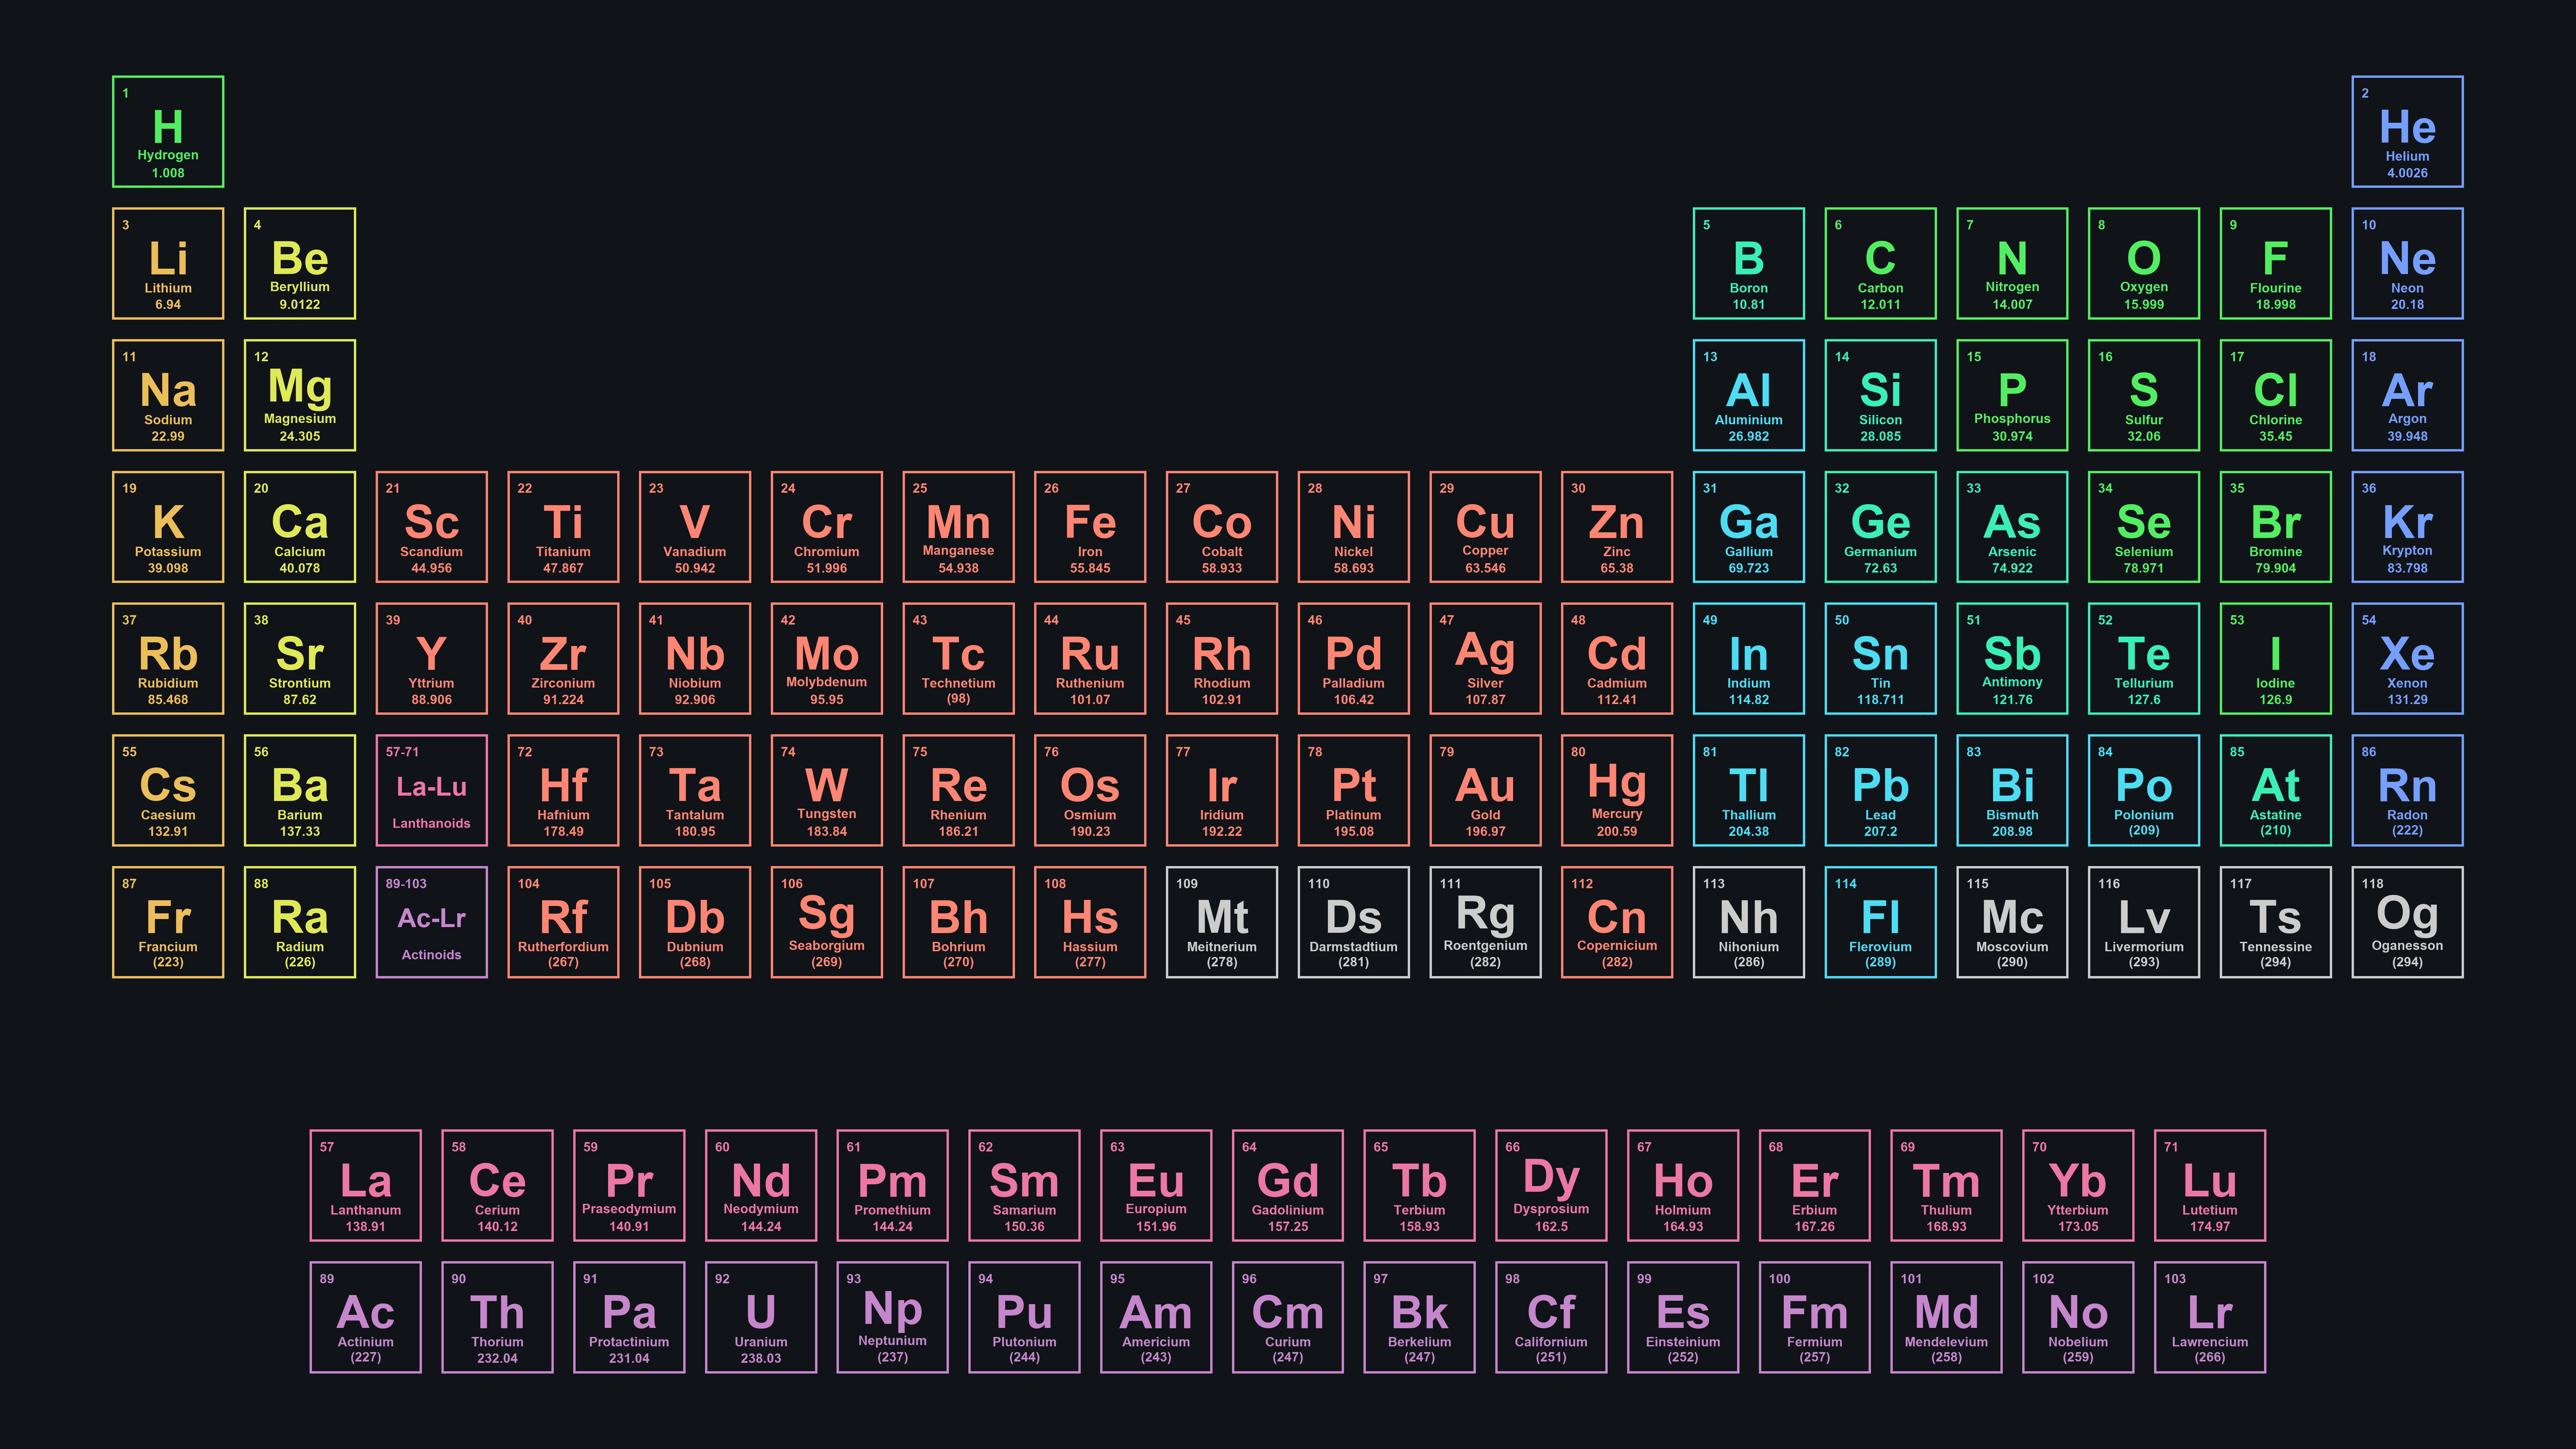 1
H
Hydrogen
1.008
2
He
Helium
4.0026
3
Li
Lithium
6.94
4
Be
Beryllium
9.0122
5
B
Boron
10.81
6
C
Carbon
12.011
7
N
Nitrogen
14.007
8
O
Oxygen
15.999
9
F
Flourine
18.998
10
Ne
Neon
20.18
11
Na
Sodium
22.99
12
Mg
Magnesium
24.305
13
Al
Aluminium
26.982
14
Si
Silicon
28.085
15
P
Phosphorus
30.974
16
S
Sulfur
32.06
17
Cl
Chlorine
35.45
18
Ar
Argon
39.948
19
K
Potassium
39.098
20
Ca
Calcium
40.078
21
Sc
Scandium
44.956
22
Ti
Titanium
47.867
23
V
Vanadium
50.942
24
Cr
Chromium
51.996
25
Mn
Manganese
54.938
26
Fe
Iron
55.845
27
Co
Cobalt
58.933
28
Ni
Nickel
58.693
29
Cu
Copper
63.546
30
Zn
Zinc
65.38
31
Ga
Gallium
69.723
32
Ge
Germanium
72.63
33
As
Arsenic
74.922
34
Se
Selenium
78.971
35
Br
Bromine
79.904
36
Kr
Krypton
83.798
37
Rb
Rubidium
85.468
38
Sr
Strontium
87.62
39
Y
Yttrium
88.906
40
Zr
Zirconium
91.224
41
Nb
Niobium
92.906
42
Mo
Molybdenum
95.95
43
Tc
Technetium
(98)
44
Ru
Ruthenium
101.07
45
Rh
Rhodium
102.91
46
Pd
Palladium
106.42
47
Ag
Silver
107.87
48
Cd
Cadmium
112.41
49
In
Indium
114.82
50
Sn
Tin
118.711
51
Sb
Antimony
121.76
52
Te
Tellurium
127.6
53
I
Iodine
126.9
54
Xe
Xenon
131.29
55
Cs
Caesium
132.91
56
Ba
Barium
137.33
57-71
La-Lu
Lanthanoids
72
Hf
Hafnium
178.49
73
Ta
Tantalum
180.95
74
W
Tungsten
183.84
75
Re
Rhenium
186.21
76
Os
Osmium
190.23
77
Ir
Iridium
192.22
78
Pt
Platinum
195.08
79
Au
Gold
196.97
80
Hg
Mercury
200.59
81
Tl
Thallium
204.38
82
Pb
Lead
207.2
83
Bi
Bismuth
208.98
84
Po
Polonium
(209)
85
At
Astatine
(210)
86
Rn
Radon
(222)
87
Fr
Francium
(223)
88
Ra
Radium
(226)
89-103
Ac-Lr
Actinoids
104
Rf
Rutherfordium
(267)
105
Db
Dubnium
(268)
106
Sg
Seaborgium
(269)
107
Bh
Bohrium
(270)
108
Hs
Hassium
(277)
109
Mt
Meitnerium
(278)
110
Ds
Darmstadtium
(281)
111
Rg
Roentgenium
(282)
112
Cn
Copernicium
(282)
113
Nh
Nihonium
(286)
114
Fl
Flerovium
(289)
115
Mc
Moscovium
(290)
116
Lv
Livermorium
(293)
117
Ts
Tennessine
(294)
118
Og
Oganesson
(294)
57
La
Lanthanum
138.91
58
Ce
Cerium
140.12
59
Pr
Praseodymium
140.91
60
Nd
Neodymium
144.24
61
Pm
Promethium
144.24
62
Sm
Samarium
150.36
63
Eu
Europium
151.96
64
Gd
Gadolinium
157.25
65
Tb
Terbium
158.93
66
Dy
Dysprosium
162.5
67
Ho
Holmium
164.93
68
Er
Erbium
167.26
69
Tm
Thulium
168.93
70
Yb
Ytterbium
173.05
71
Lu
Lutetium
174.97
89
Ac
Actinium
(227)
90
Th
Thorium
232.04
91
Pa
Protactinium
231.04
92
U
Uranium
238.03
93
Np
Neptunium
(237)
94
Pu
Plutonium
(244)
95
Am
Americium
(243)
96
Cm
Curium
(247)
97
Bk
Berkelium
(247)
98
Cf
Californium
(251)
99
Es
Einsteinium
(252)
100
Fm
Fermium
(257)
101
Md
Mendelevium
(258)
102
No
Nobelium
(259)
103
Lr
Lawrencium
(266)